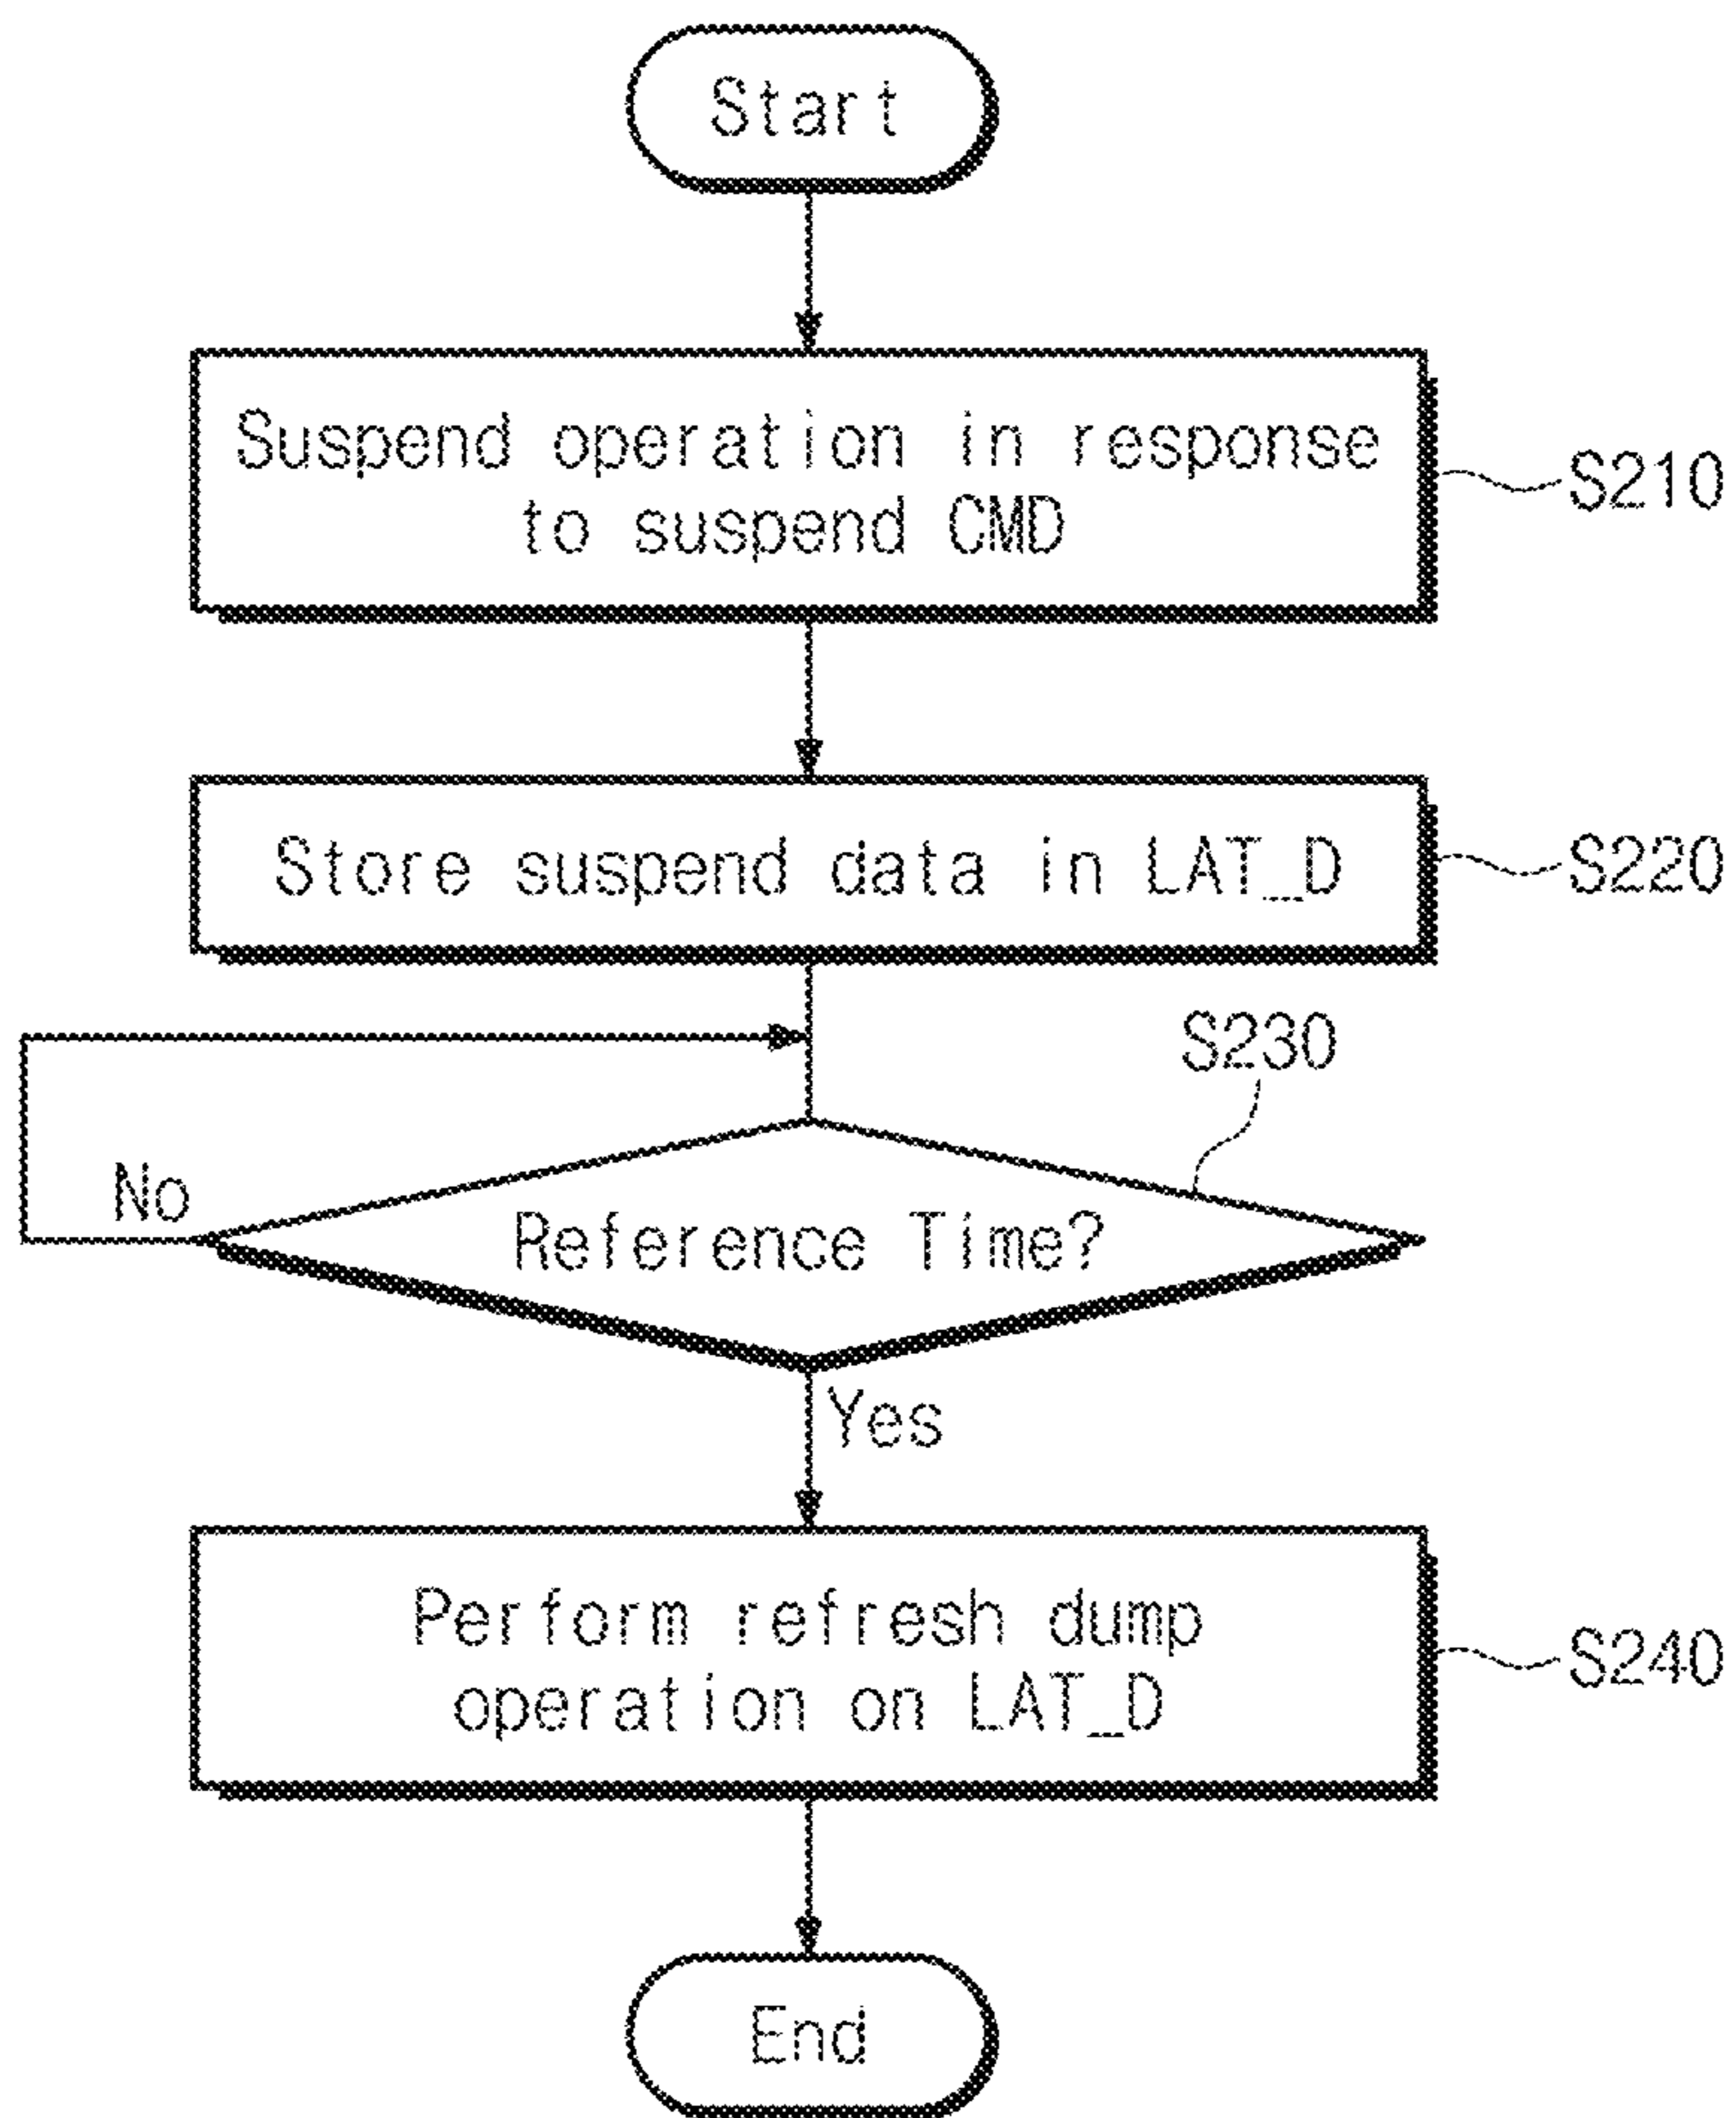 Start
Suspend operation in response
to suspend CMD
S210
Store suspend data in LAT_D
S220
S230
No
Reference Time?
Yes
Perform refresh dump
operation on LAT_D
S240
End